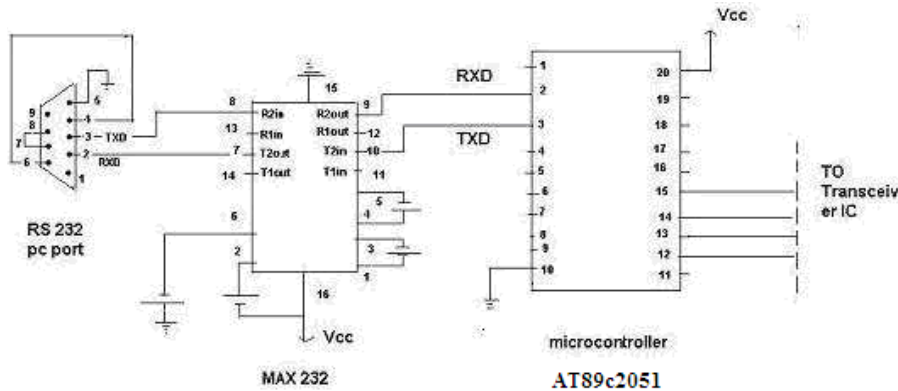 Vcc
15
RXD
TXD
9
8
7
6
5
4
3
2
1
TXD
RXD
RS 232
pc port
8
13
7
14
6
2
R2in
R1in
T2out
T1out
R2out
R1out
T2in
T1in
9
12
10
11
5
4
3
1
16
Vcc
MAX 232
1
2
3
4
5
6
7
8
9
10
20
19
18
17
16
15
14
13
12
11
TO
Transceiv
er IC
microcontroller
AT89c2051